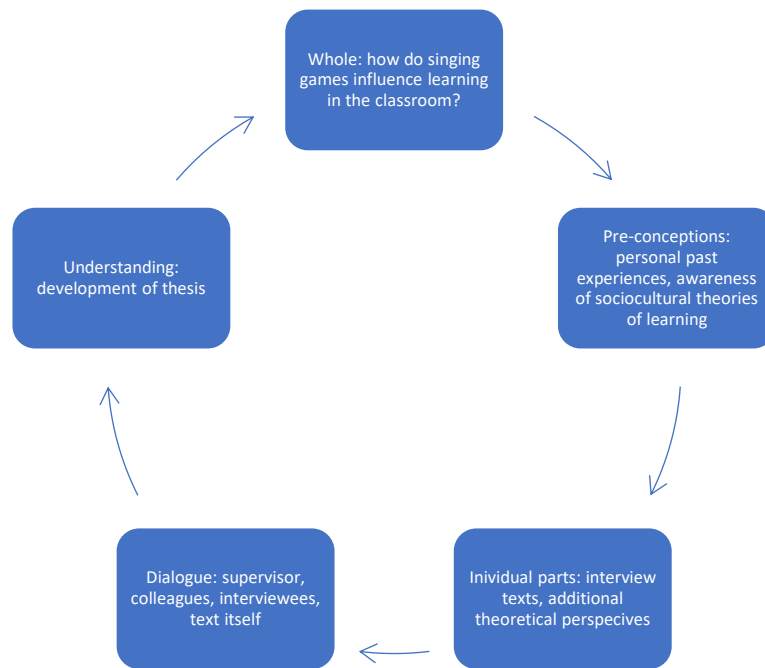 Whole: how do singing
games influence learning
in the classroom?
Pre-conceptions:
personal past
experiences, awareness
of sociocultural theories
of learning
Inividual parts: interview
texts, additional
theoretical perspecives
Dialogue: supervisor,
colleagues, interviewees,
text itself
Understanding:
development of thesis